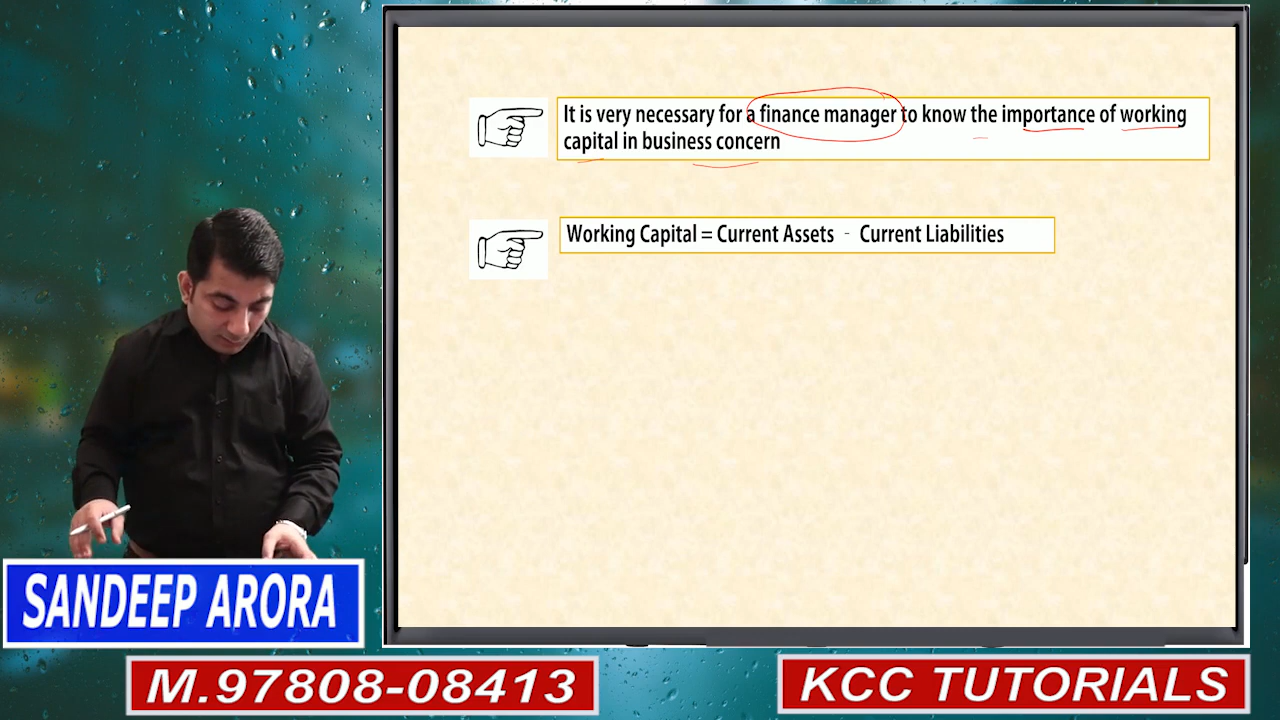 It is very necessary for a finance manager to know the importance of working
capital in business concern
Working Capital = Current Assets - Current Liabilities
SANDEEP ARORA
M.97808-08413
KCC TUTORIALS